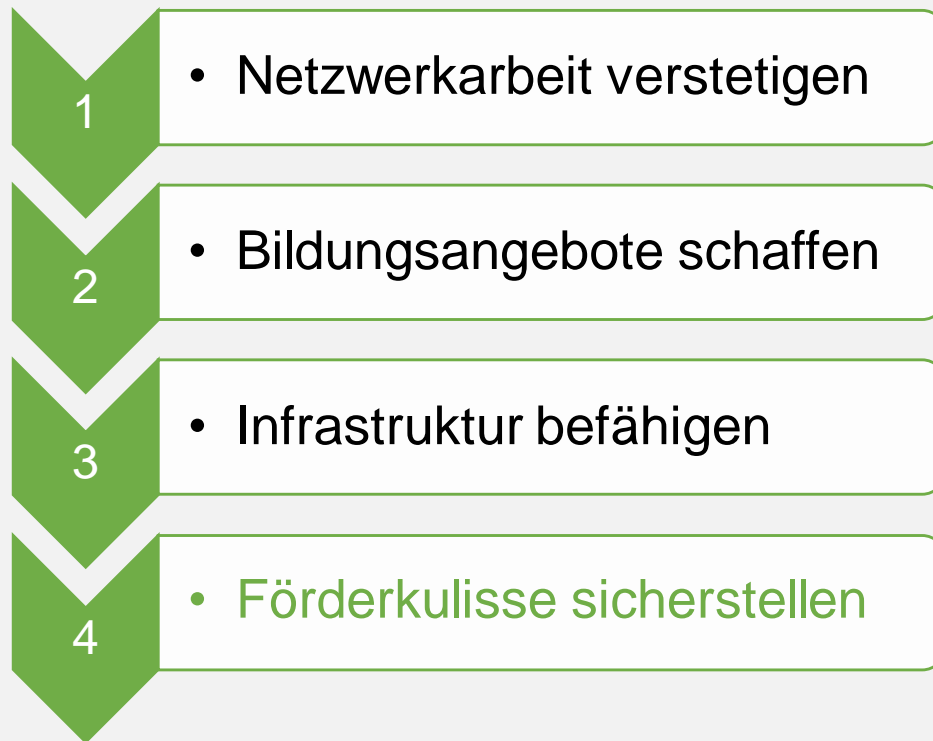 1
• Netzwerkarbeit verstetigen
2
• Bildungsangebote schaffen
3
• Infrastruktur befähigen
4
• Förderkulisse sicherstellen